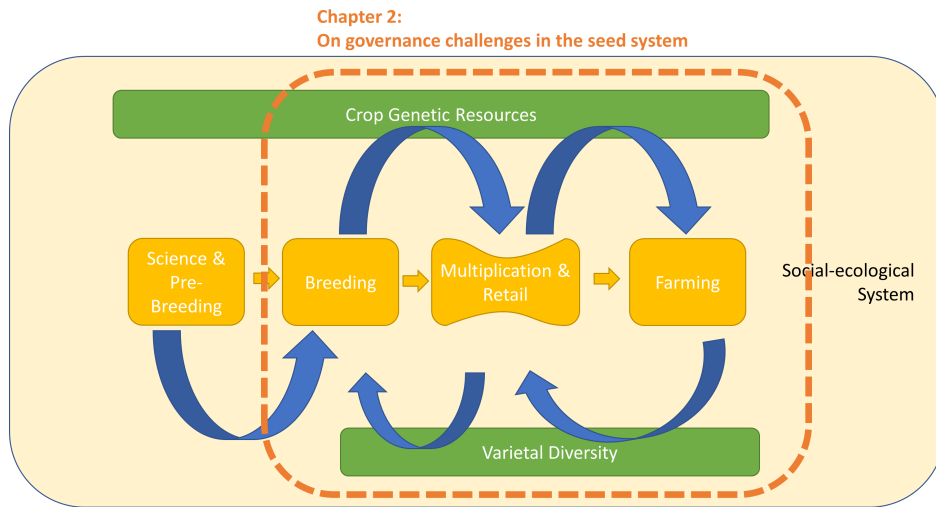 Chapter 2:
On governance challenges in the seed system
Crop Genetic Resources
Science &
Pre-
Breeding
Breeding
Multiplication &
Retail
Farming
Social-ecological
System
Varietal Diversity